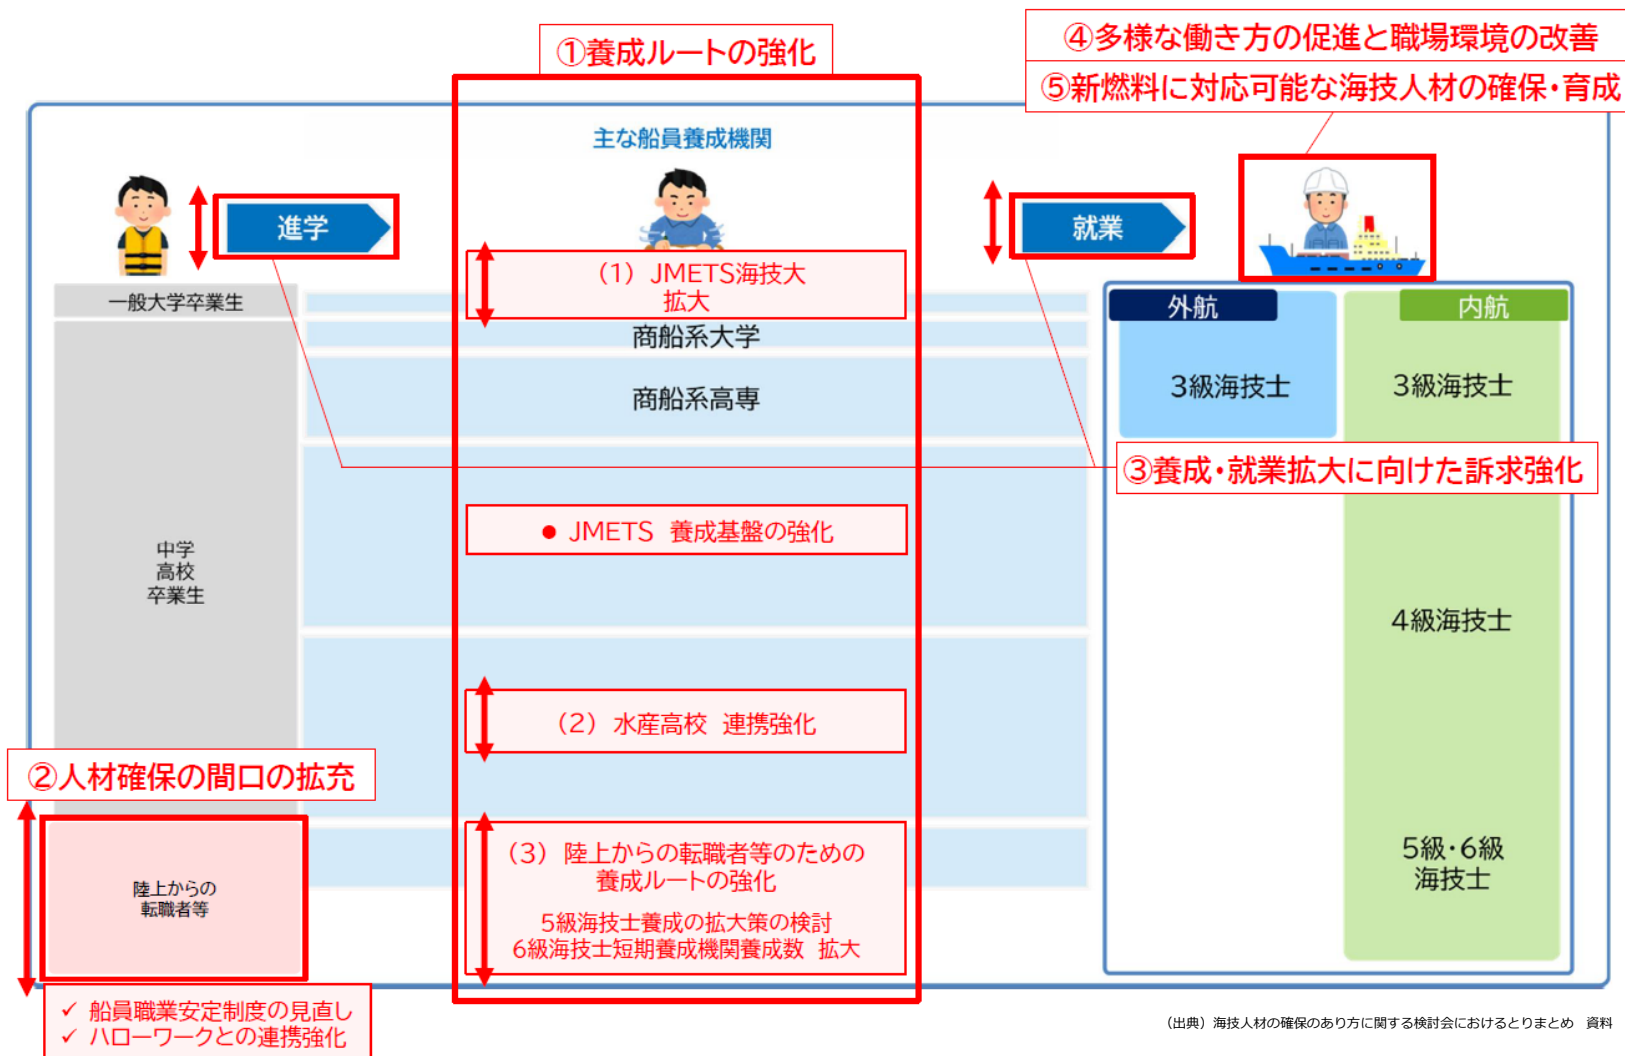 ①養成ルートの強化
④多様な働き方の促進と職場環境の改善
⑤新燃料に対応可能な海技人材の確保・育成
主な船員養成機関
進学
就業
(1) JMETS海技大
拡大
一般大学卒業生
商船系大学
商船系高専
外航
内航
3級海技士
3級海技士
③養成・就業拡大に向けた訴求強化
● JMETS 養成基盤の強化
中学
高校
卒業生
4級海技士
(2) 水産高校 連携強化
②人材確保の間口の拡充
陸上からの
転職者等
(3) 陸上からの転職者等のための
養成ルートの強化
5級海技士養成の拡大策の検討
6級海技士短期養成機関養成数 拡大
5級・6級
海技士
✓ 船員職業安定制度の見直し
✓ ハローワークとの連携強化
(出典)海技人材の確保のあり方に関する検討会におけるとりまとめ 資料